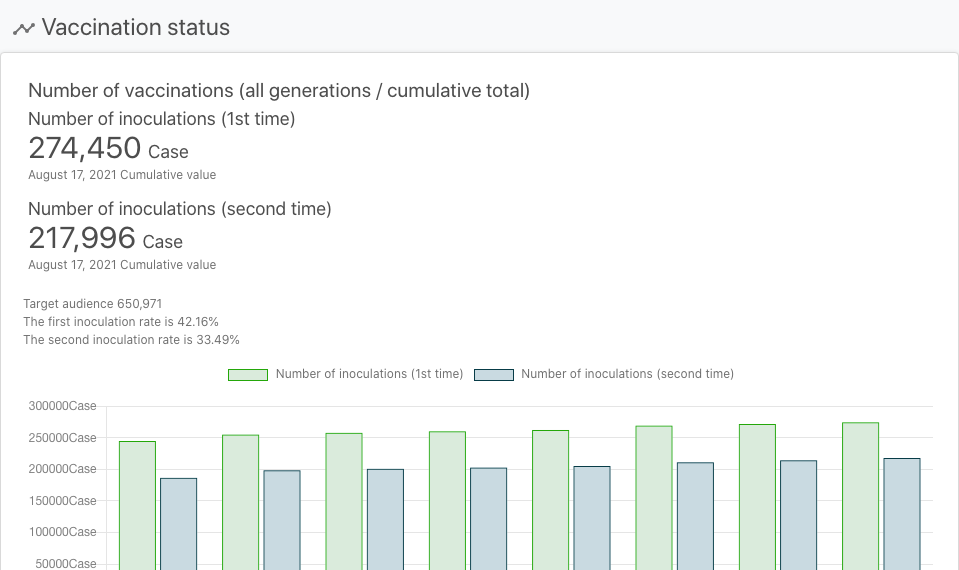 Vaccination status
Number of vaccinations (all generations / cumulative total)
Number of inoculations (1st time)
274,450 Case
August 17, 2021 Cumulative value
Number of inoculations (second time)
217,996 Case
August 17, 2021 Cumulative value
Target audience 650,971
The first inoculation rate is 42.16%
The second inoculation rate is 33.49%
Number of inoculations (1st time) Number of inoculations (second time)
300000Case
250000Case
200000Case
150000Case
100000Case
50000Case